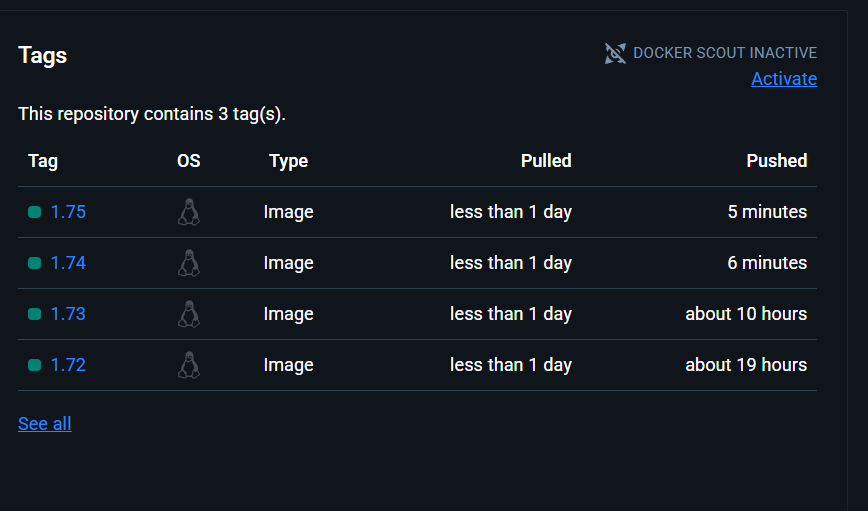 Tags
DOCKER SCOUT INACTIVE
Activate
This repository contains 3 tag(s).
Tag OS Type Pulled Pushed
1.75 Image less than 1 day 5 minutes
1.74 Image less than 1 day 6 minutes
1.73 Image less than 1 day about 10 hours
1.72 Image less than 1 day about 19 hours
See all